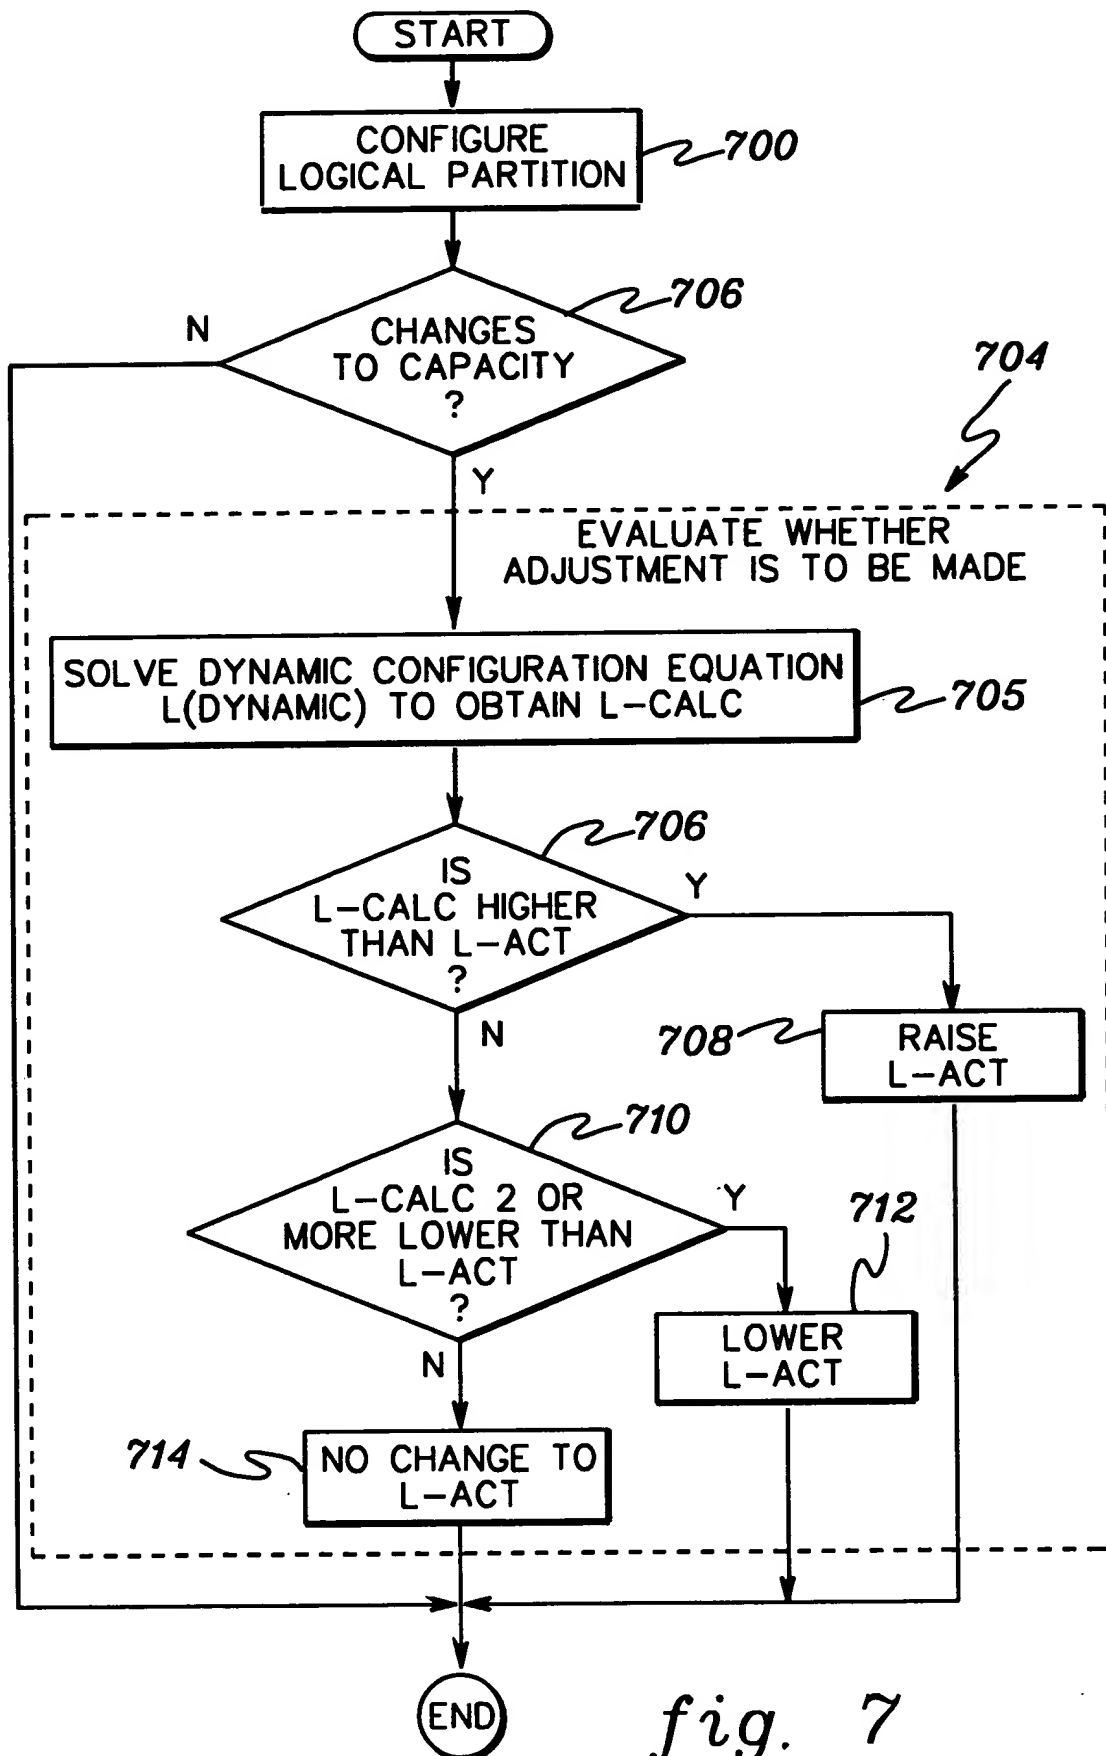 START
CONFIGURE
LOGICAL PARTITION
700
706
N
CHANGES
TO CAPACITY
?
704
Y
EVALUATE WHETHER
ADJUSTMENT IS TO BE MADE
SOLVE DYNAMIC CONFIGURATION EQUATION
L(DYNAMIC) TO OBTAIN L-CALC
705
706
IS
L-CALC HIGHER
THAN L-ACT
?
Y
N
708
RAISE
L-ACT
710
IS
L-CALC 2 OR
MORE LOWER THAN
L-ACT
?
Y
712
N
LOWER
L-ACT
714
NO CHANGE TO
L-ACT
END
fig. 7